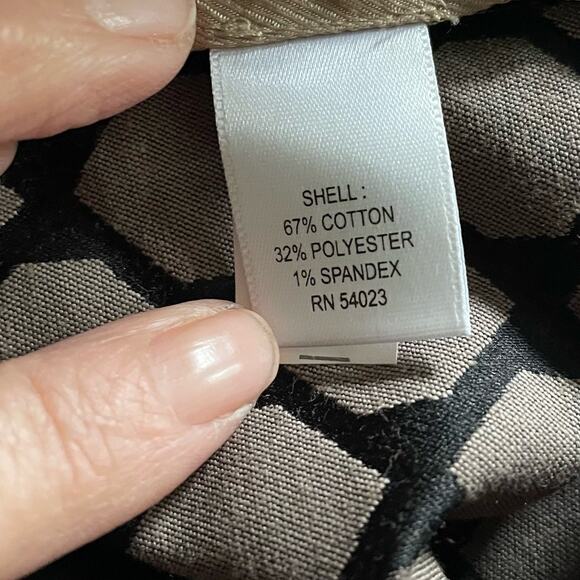 SHELL :
67% COTTON
32% POLYESTER
1% SPANDEX
RN 54023